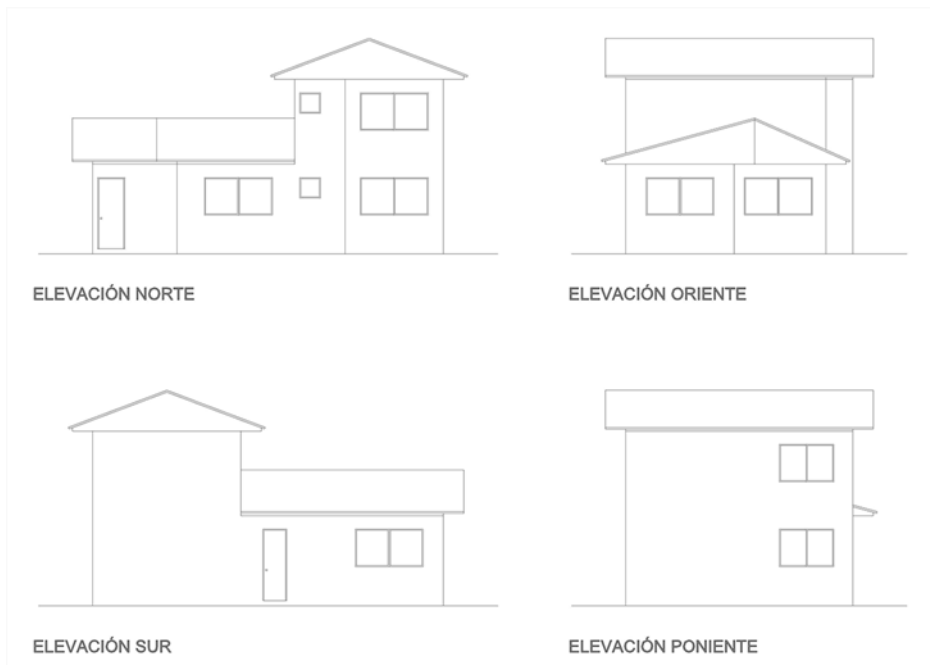 ELEVACIÓN NORTE
ELEVACIÓN ORIENTE
ELEVACIÓN SUR
ELEVACIÓN PONIENTE